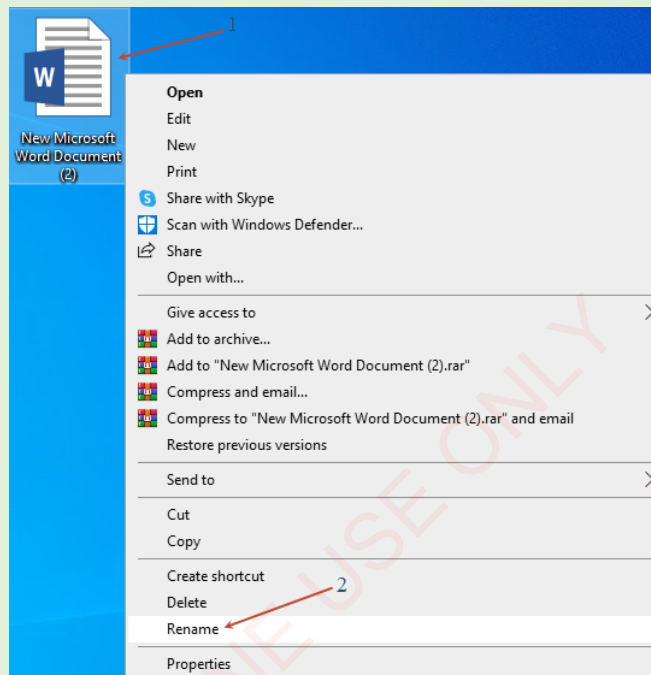 1
W
New Microsoft
Word Document
(2)
Open
Edit
New
Print
Share with Skype
Scan with Windows Defender...
Share
Open with...
Give access to
Add to archive...
Add to "New Microsoft Word Document (2).rar"
Compress and email...
Compress to "New Microsoft Word Document (2).rar" and email
Restore previous versions
Send to
Cut
Copy
Create shortcut
2
Delete
Rename
Properties
USE ONLY